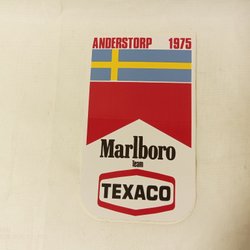 ANDERSTORP 1975
Marlboro
team
TEXACO